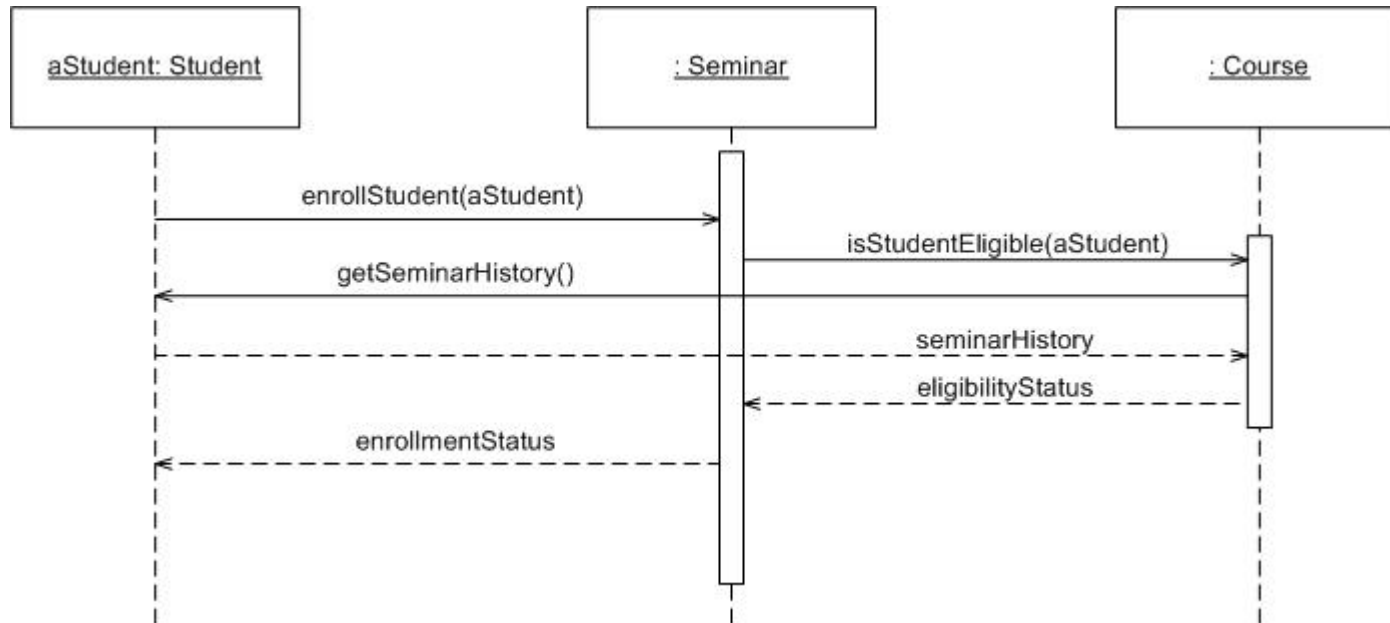 aStudent: Student
: Seminar
: Course
enrollStudent(aStudent)
isStudentEligible(aStudent)
getSeminarHistory()
seminarHistory
eligibilityStatus
enrollmentStatus